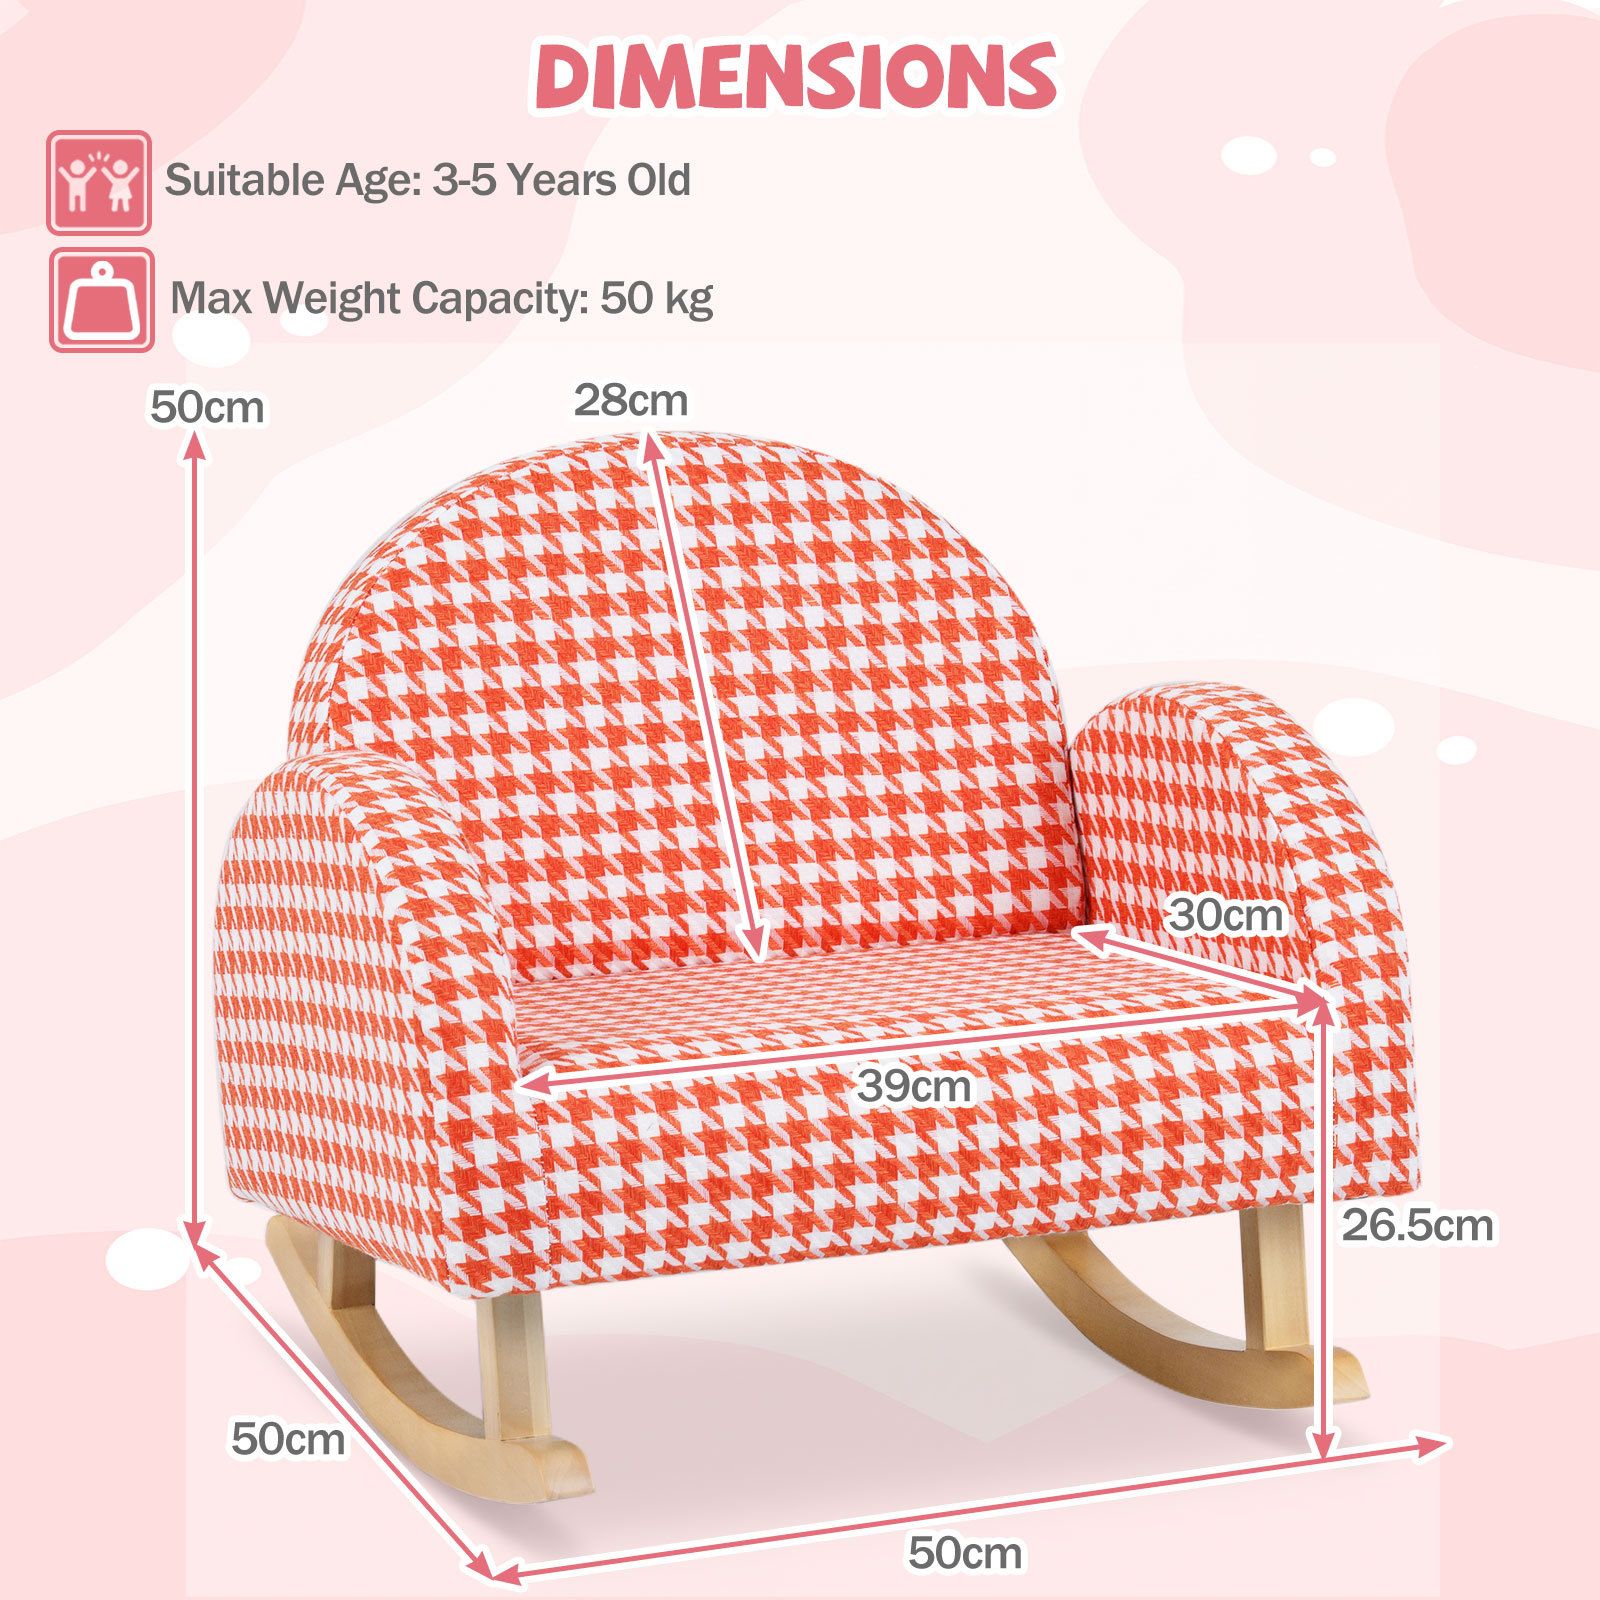 DIMENSIONS
Suitable Age: 3-5 Years Old
Max Weight Capacity: 50 kg
50cm
28cm
30cm
39cm
26.5cm
50cm
50cm